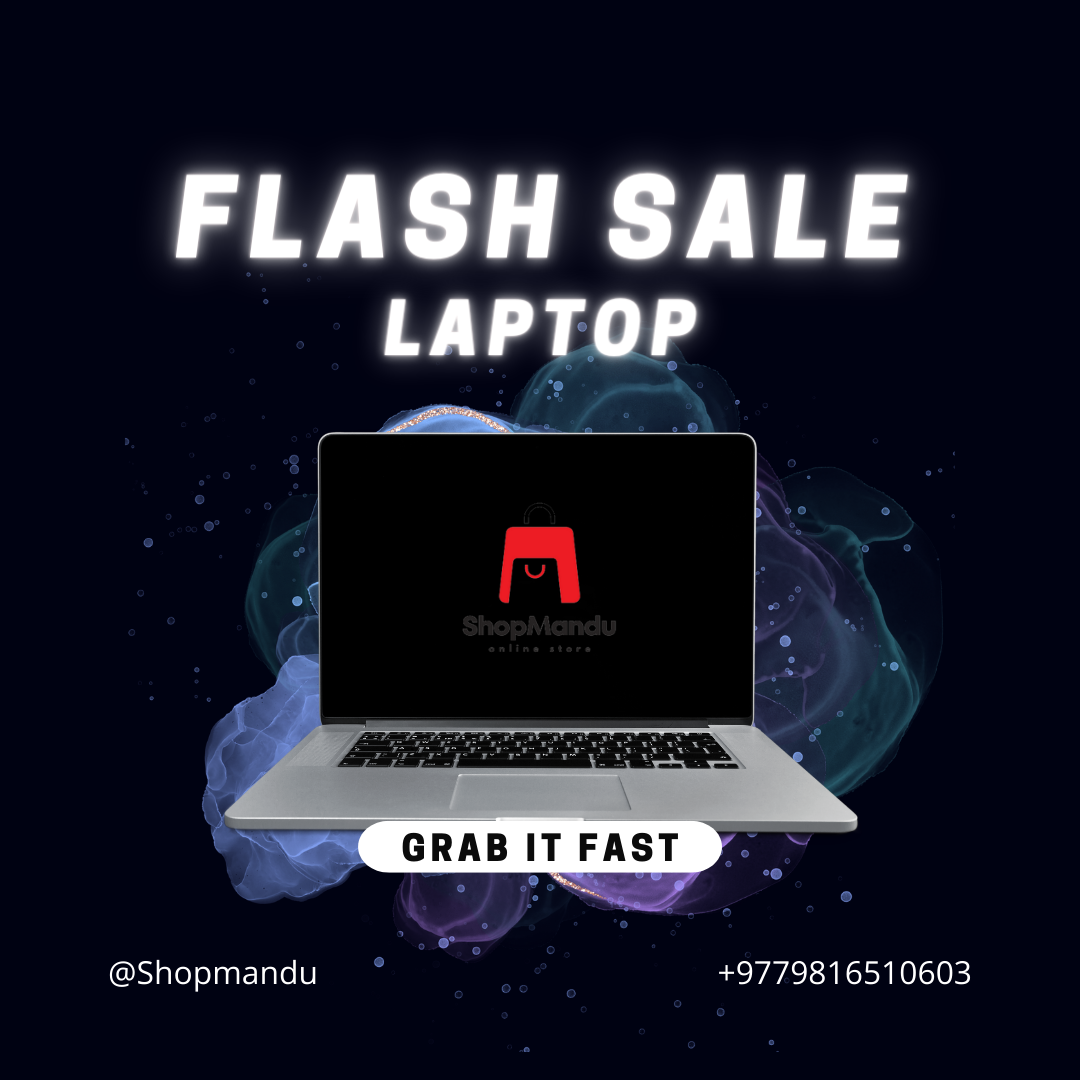 FLASH SALE
LAPTOP
ShopMandu
online store
GRAB IT FAST
@Shopmandu
+9779816510603